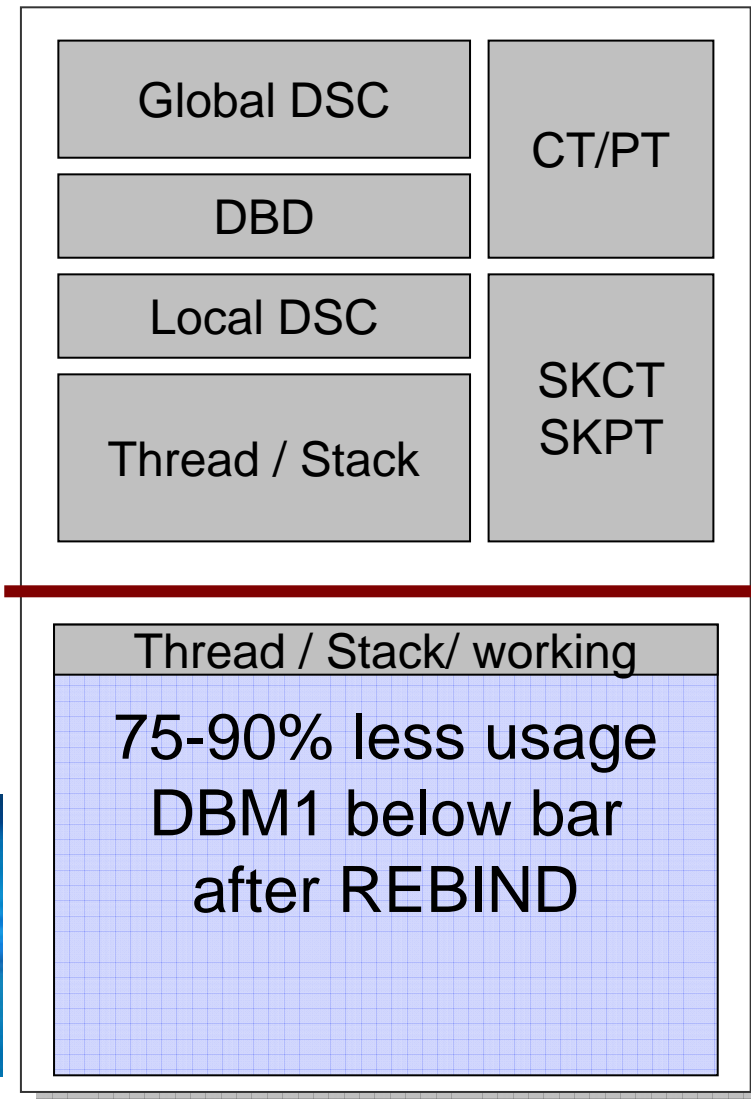 Global DSC
CT/PT
DBD
Local DSC
SKCT
SKPT
Thread / Stack
Thread / Stack/ working
75-90% less usage
DBM1 below bar
after REBIND